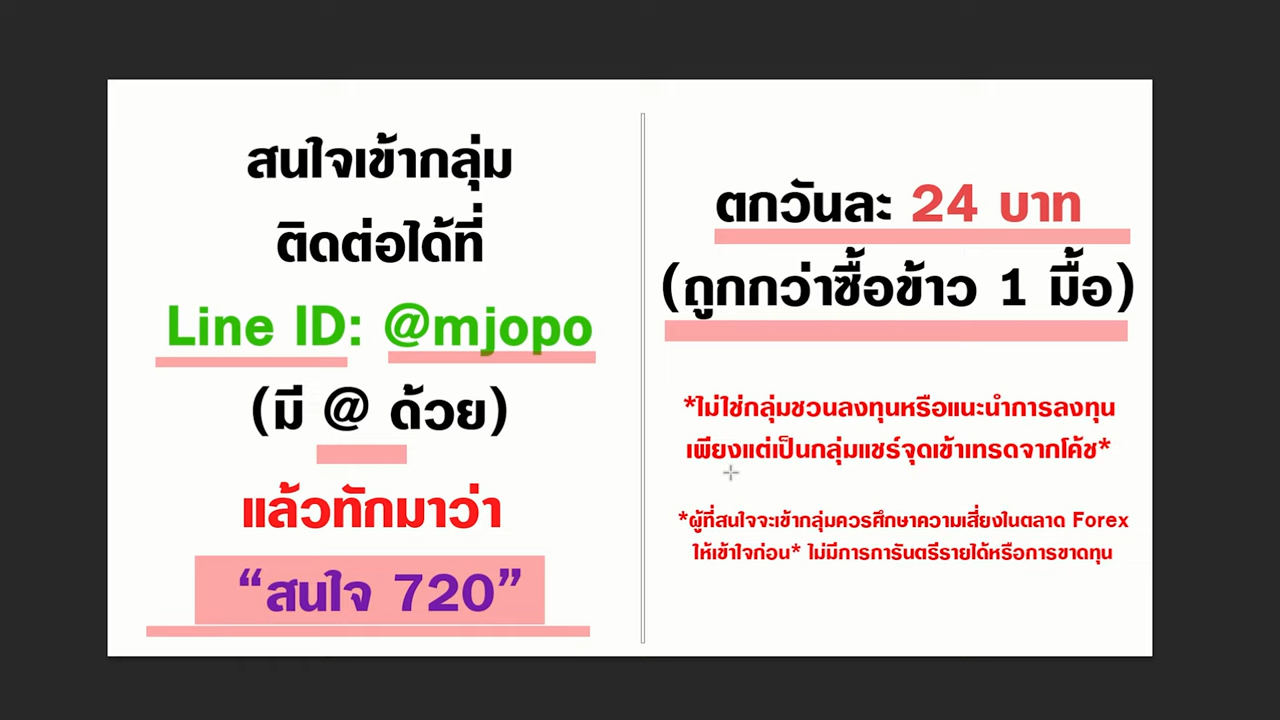 สนใจเข้ากลุ่ม
ติดต่อได้ที่
Line ID: @mjopo
(มี @ ด้วย)
แล้วทักมาว่า
“สนใจ 720”
ตกวันละ 24 บาท
(ถูกกว่าซื้อข้าว 1 มื้อ)
*ไม่ใช่กลุ่มชวนลงทุนหรือแนะนำการลงทุน
เพียงแต่เป็นกลุ่มแชร์จุดเข้าเทรดจากโค้ช*
*ผู้ที่สนใจจะเข้ากลุ่มควรศึกษาความเสี่ยงในตลาด Forex
ให้เข้าใจก่อน* ไม่มีการการันตรีรายได้หรือการขาดทุน